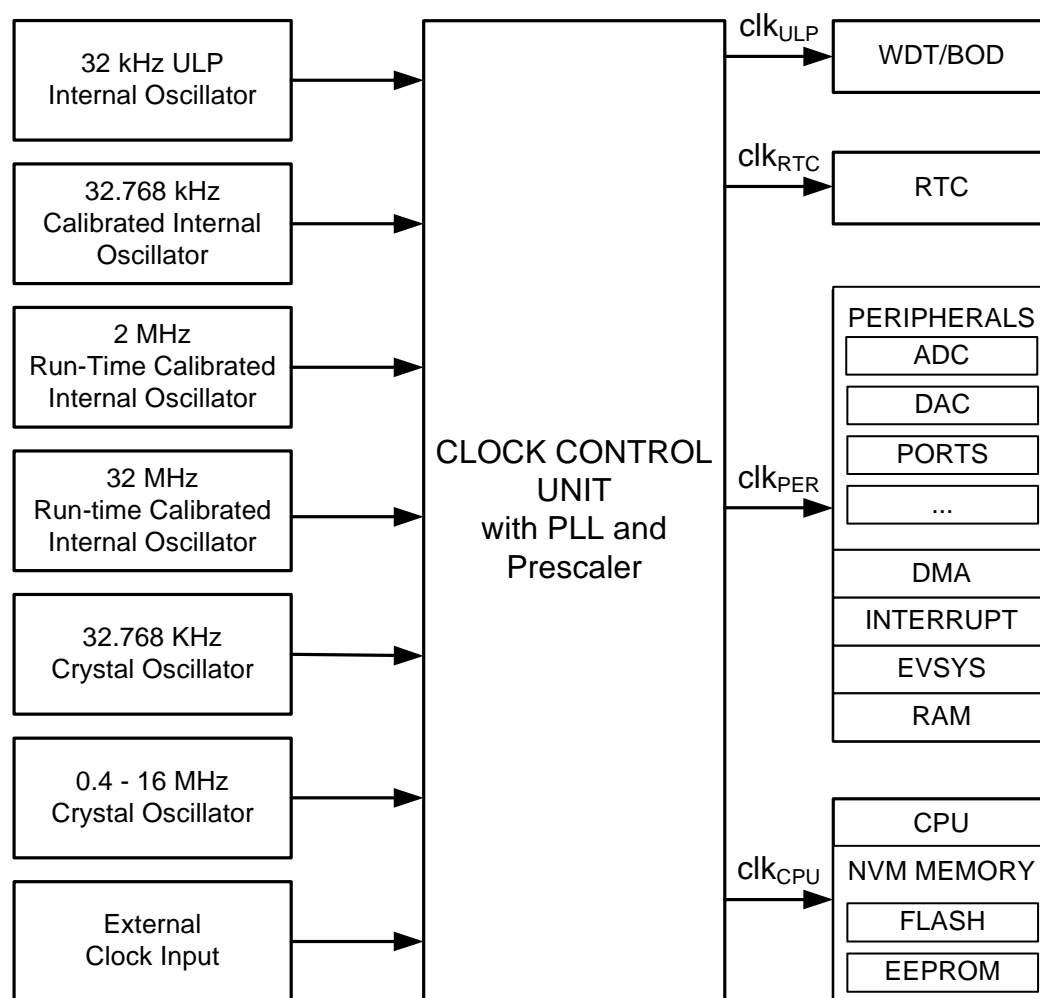 32 kHz ULP
Internal Oscillator
32.768 kHz
Calibrated Internal
Oscillator
2 MHz
Run-Time Calibrated
Internal Oscillator
32 MHz
Run-time Calibrated
Internal Oscillator
32.768 KHz
Crystal Oscillator
0.4 - 16 MHz
Crystal Oscillator
External
Clock Input
CLOCK CONTROL
UNIT
with PLL and
Prescaler
clkULP
clkRTC
clkPER
clkCPU
WDT/BOD
RTC
PERIPHERALS
ADC
DAC
PORTS
...
DMA
INTERRUPT
EVSYS
RAM
CPU
NVM MEMORY
FLASH
EEPROM